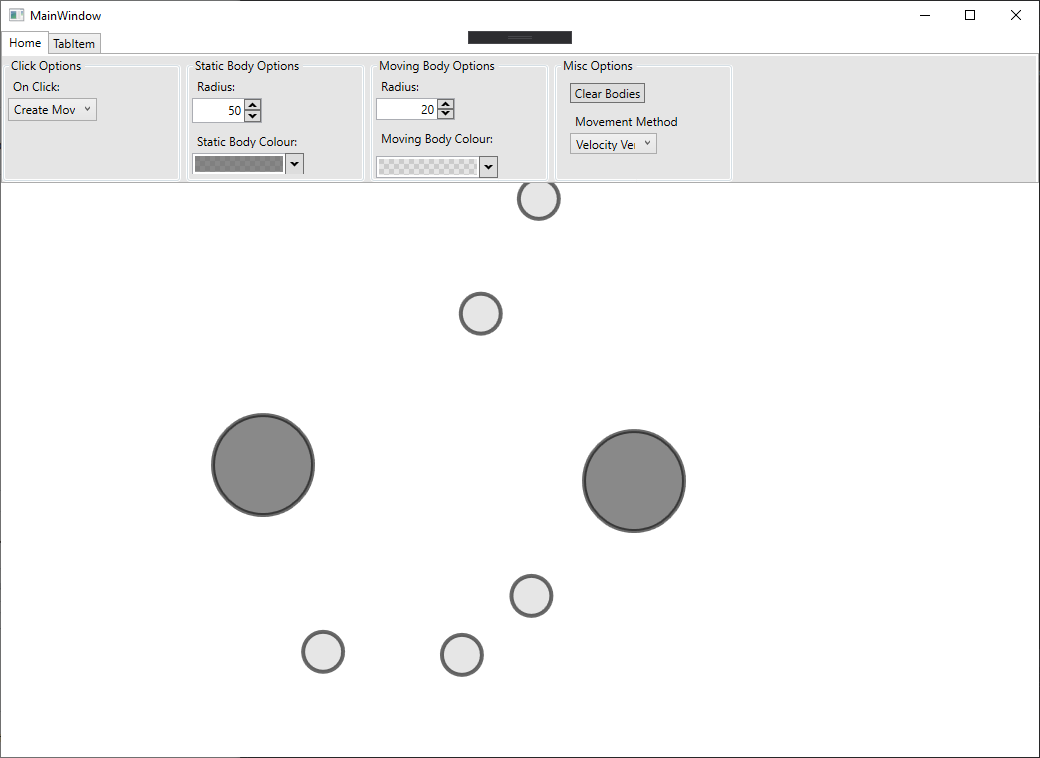 MainWindow
Home TabItem
Click Options Static Body Options Moving Body Options Misc Options
On Click: Radius: Radius: Clear Bodies
Create Mov 50 20
Movement Method
Static Body Colour: Moving Body Colour: Velocity